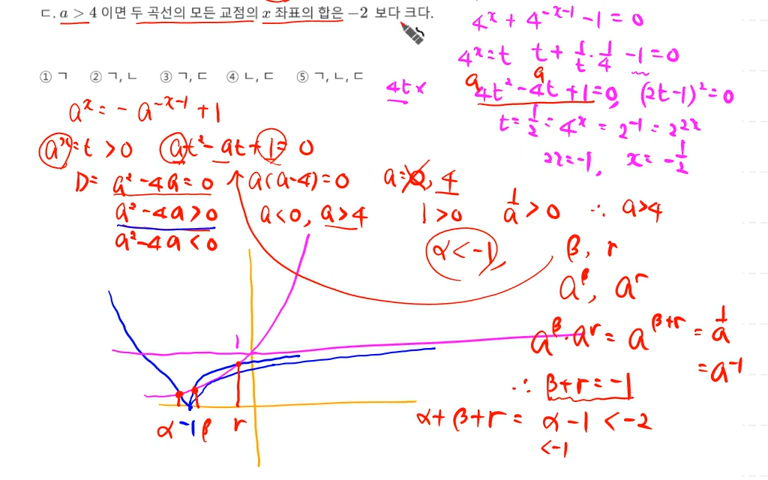 ㄷ. a > 4 이면 두 곡선의 모든 교점의 x 좌표의 합은 −2 보다 크다.
① ㄱ ② ㄱ, ㄴ ③ ㄱ, ㄷ ④ ㄴ, ㄷ ⑤ ㄱ, ㄴ, ㄷ
4^x + 4^{-x-1} - 1 = 0
4^x = t t + 1/t · 1/4 - 1 = 0
4t × a a
4t² - 4t + 1 = 0, (2t-1)² = 0
t = 1/2 = 4^x = 2^{-1} = 2^{2x}
2x = -1, x = -1/2
a^x = - a^{-x-1} + 1
a^x = t > 0 at² - at + 1 = 0
D = a² - 4a = 0 a(a-4) = 0 a = 0, 4
a² - 4a > 0 a < 0, a > 4 1 > 0 1/a > 0 ∴ a > 4
a² - 4a < 0
α < -1, β, r
a^β, a^r
a^β · a^r = a^{β+r} = 1/a
= a^{-1}
∴ β + r = -1
α + β + r = α - 1 < -2
< -1
1
α -1 β r